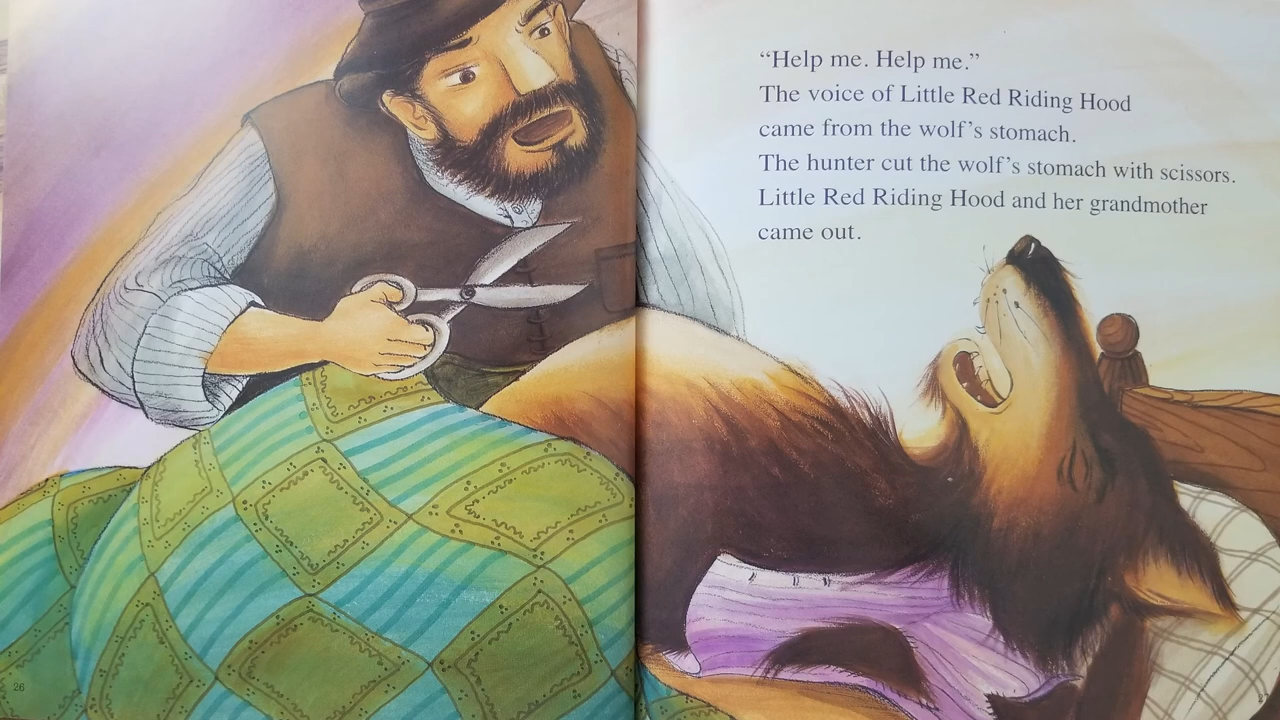 “Help me. Help me.”
The voice of Little Red Riding Hood
came from the wolf’s stomach.
The hunter cut the wolf’s stomach with scissors.
Little Red Riding Hood and her grandmother
came out.
26